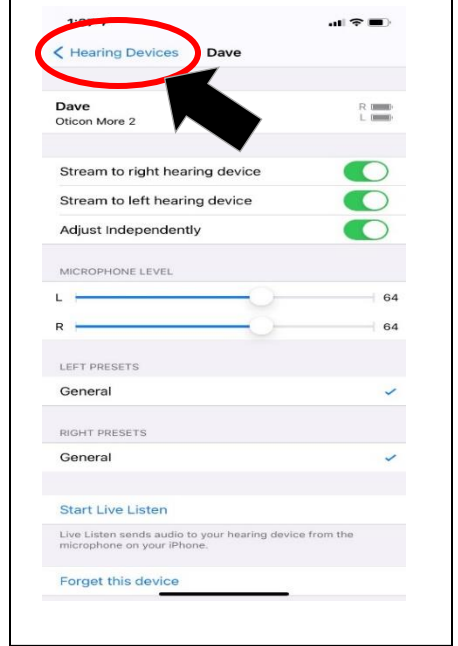 < Hearing Devices Dave
Dave R
Oticon More 2 L
Stream to right hearing device
Stream to left hearing device
Adjust Independently
MICROPHONE LEVEL
L 64
R 64
LEFT PRESETS
General
RIGHT PRESETS
General
Start Live Listen
Live Listen sends audio to your hearing device from the
microphone on your iPhone.
Forget this device